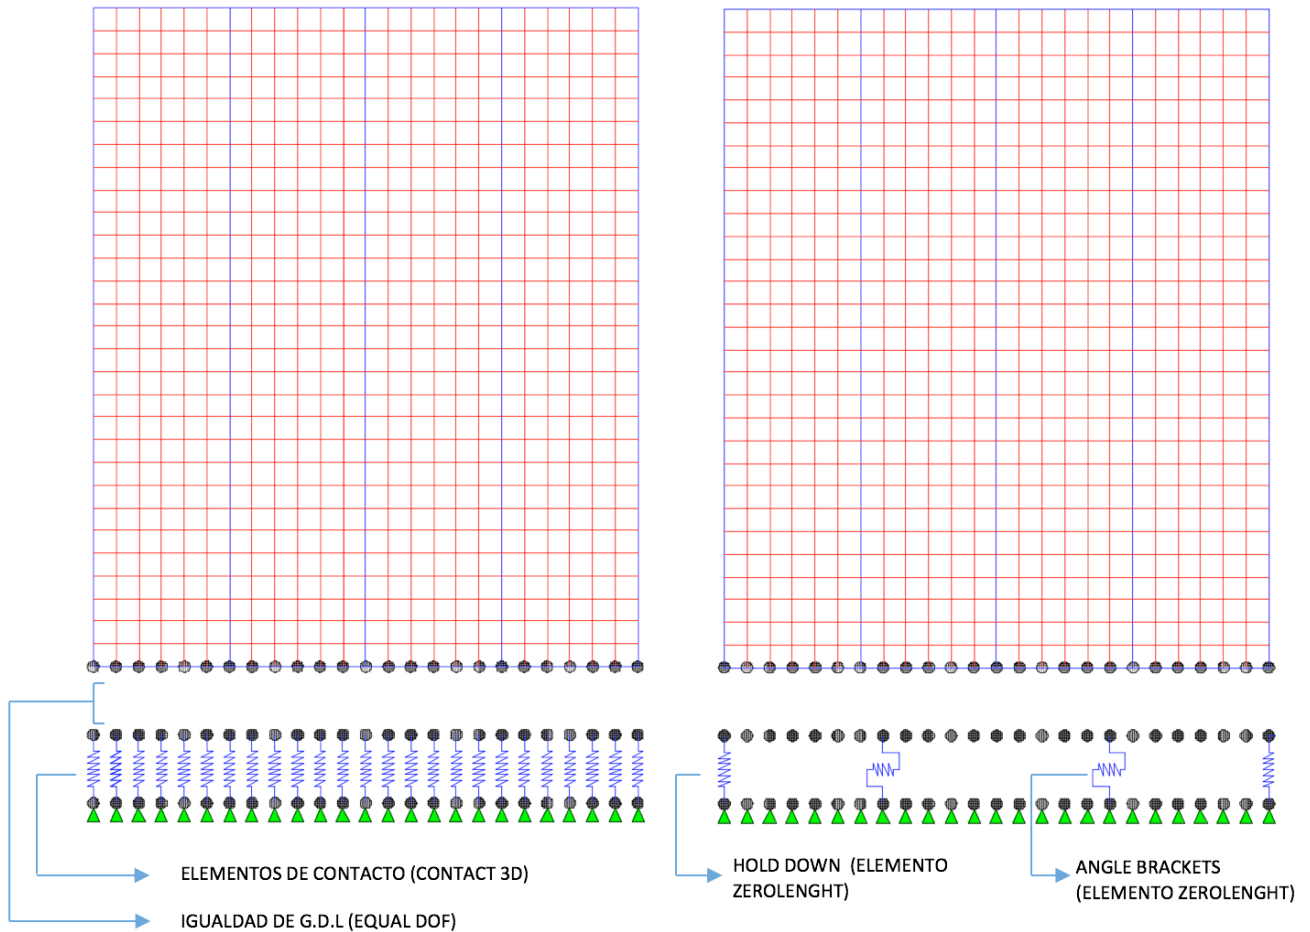 ELEMENTOS DE CONTACTO (CONTACT 3D)
IGUALDAD DE G.D.L (EQUAL DOF)
HOLD DOWN (ELEMENTO
ZEROLENGHT)
ANGLE BRACKETS
(ELEMENTO ZEROLENGHT)